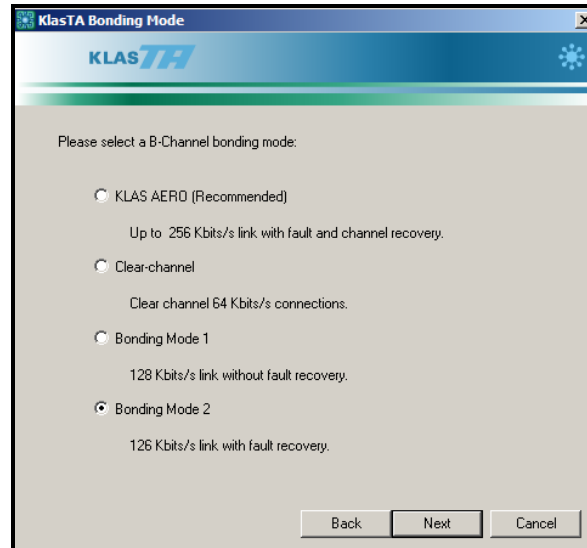 KlasTA Bonding Mode
KLAS TA
Please select a B-Channel bonding mode:
KLAS AERO (Recommended)
Up to 256 Kbits/s link with fault and channel recovery.
Clear-channel
Clear channel 64 Kbits/s connections.
Bonding Mode 1
128 Kbits/s link without fault recovery.
Bonding Mode 2
126 Kbits/s link with fault recovery.
Back Next Cancel